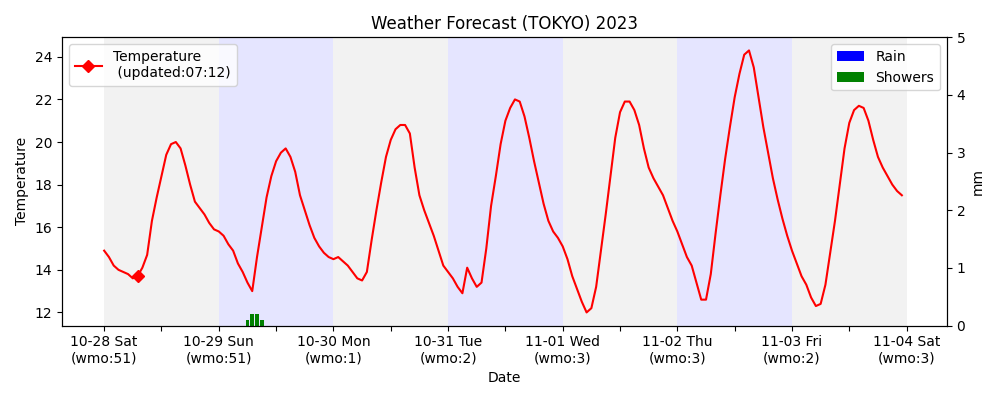 Weather Forecast (TOKYO) 2023
Temperature
(updated:07:12)
Rain
Showers
Temperature
24
22
20
18
16
14
12
5
4
3
2
1
0
mm
10-28 Sat
(wmo:51)
10-29 Sun
(wmo:51)
10-30 Mon
(wmo:1)
10-31 Tue
(wmo:2)
11-01 Wed
(wmo:3)
11-02 Thu
(wmo:3)
11-03 Fri
(wmo:2)
11-04 Sat
(wmo:3)
Date